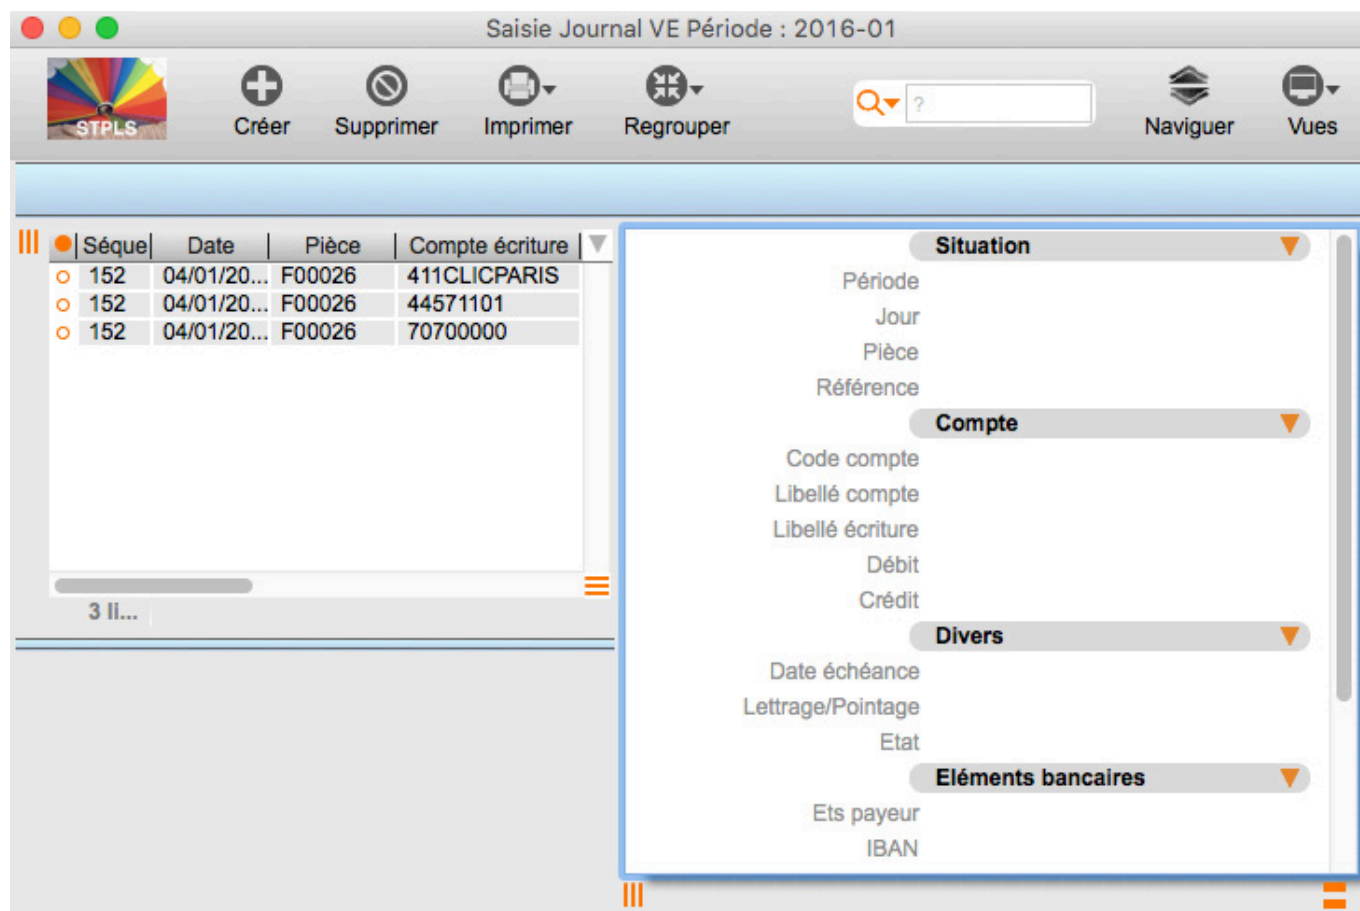 Saisie Journal VE Période : 2016-01
STPLS
Créer Supprimer Imprimer Regrouper ? Naviguer Vues
Séque Date Pièce Compte écriture
152 04/01/20... F00026 411CLICPARIS
152 04/01/20... F00026 44571101
152 04/01/20... F00026 70700000
3 li...
Situation
Période
Jour
Pièce
Référence
Compte
Code compte
Libellé compte
Libellé écriture
Débit
Crédit
Divers
Date échéance
Lettrage/Pointage
Etat
Eléments bancaires
Ets payeur
IBAN